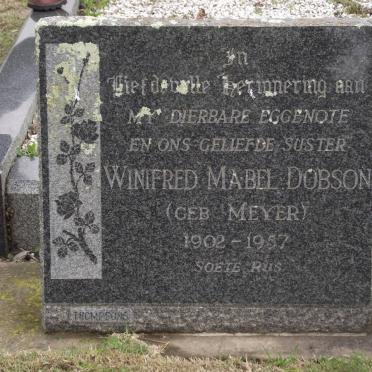 In
Liefdevolle Herinnering aan
MY DIERBARE EGGENOTE
EN ONS GELIEFDE SUSTER
WINIFRED MABEL DOBSON
(GEB MEYER)
1902 - 1957
SOETE RUS
THOMPSONS